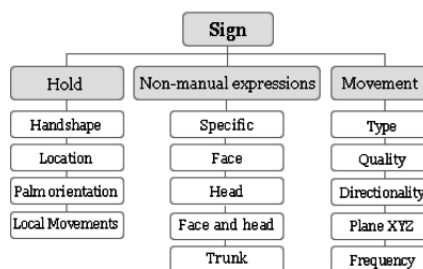 Sign
Hold
Non-manual expressions
Movement
Handshape
Specific
Type
Location
Face
Quality
Palm orientation
Head
Directionality
Local Movements
Face and head
Plane XYZ
Trunk
Frequency